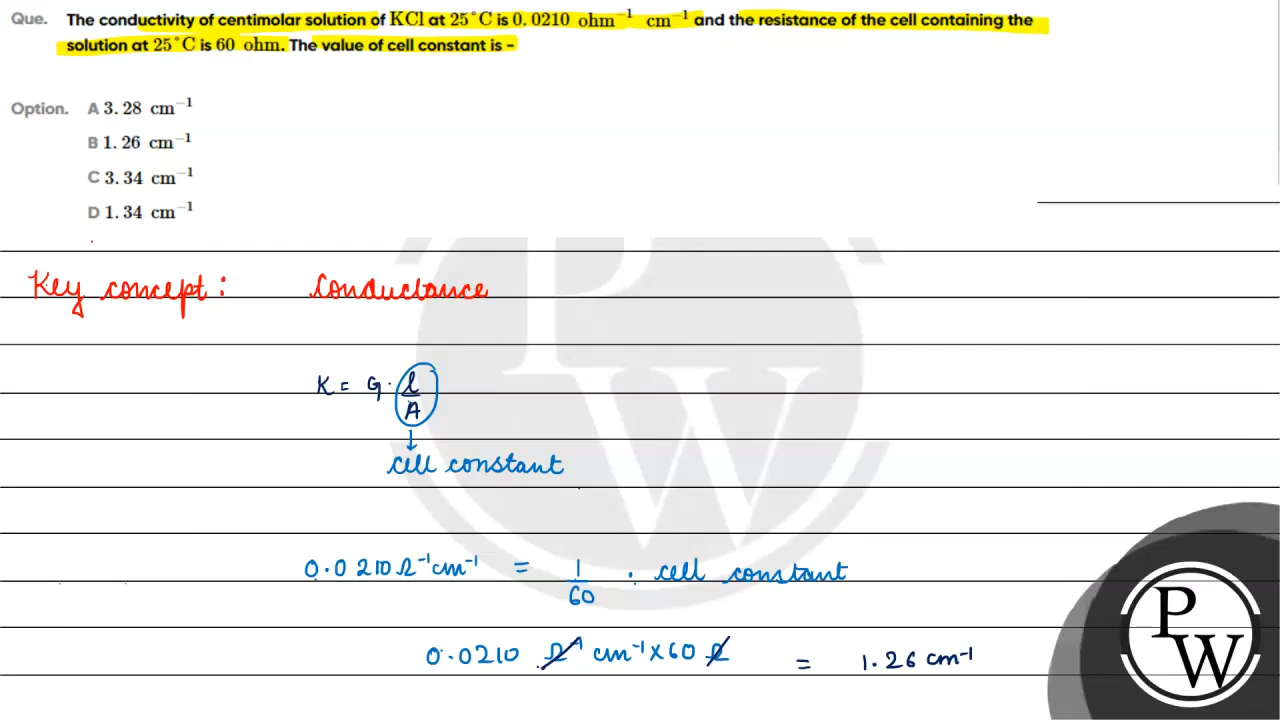 Que. The conductivity of centimolar solution of KCl at 25°C is 0.0210 ohm⁻¹ cm⁻¹ and the resistance of the cell containing the
solution at 25°C is 60 ohm. The value of cell constant is –
Option. A 3.28 cm⁻¹
B 1.26 cm⁻¹
C 3.34 cm⁻¹
D 1.34 cm⁻¹
Key concept: Conductance
K = G · l/A
↓
cell constant
0.0210 Ω⁻¹cm⁻¹ = 1/60 · cell constant
0.0210 Ω⁻¹ cm⁻¹ × 60 Ω = 1.26 cm⁻¹
PW
PW